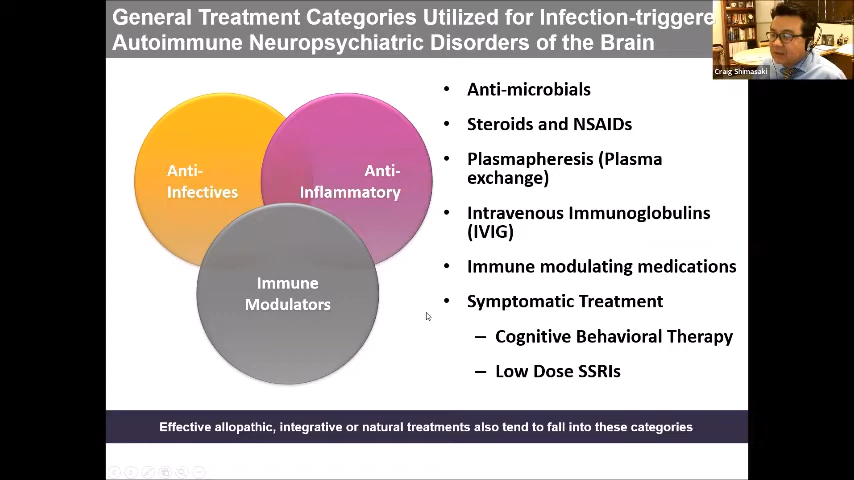 General Treatment Categories Utilized for Infection-triggere
Autoimmune Neuropsychiatric Disorders of the Brain
Craig Shimasaki
Anti-
Infectives
Anti-
Inflammatory
Immune
Modulators
• Anti-microbials
• Steroids and NSAIDs
• Plasmapheresis (Plasma
exchange)
• Intravenous Immunoglobulins
(IVIG)
• Immune modulating medications
• Symptomatic Treatment
– Cognitive Behavioral Therapy
– Low Dose SSRIs
Effective allopathic, integrative or natural treatments also tend to fall into these categories